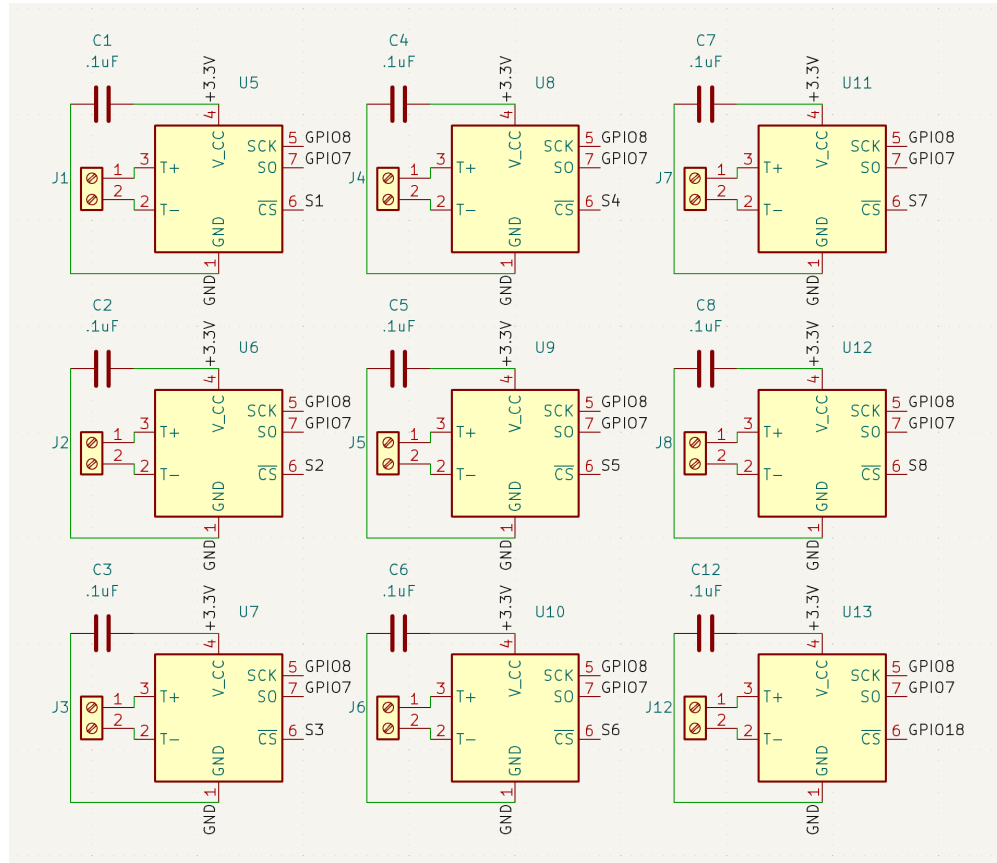 C1
.1uF
+3.3V
U5
4
V_CC
J1
1
2
3
T+
2
T-
SCK
5
GPIO8
SO
7
GPIO7
CS
6
S1
GND
1
GND
C4
.1uF
+3.3V
U8
4
V_CC
J4
1
2
3
T+
2
T-
SCK
5
GPIO8
SO
7
GPIO7
CS
6
S4
GND
1
GND
C7
.1uF
+3.3V
U11
4
V_CC
J7
1
2
3
T+
2
T-
SCK
5
GPIO8
SO
7
GPIO7
CS
6
S7
GND
1
GND
C2
.1uF
+3.3V
U6
4
V_CC
J2
1
2
3
T+
2
T-
SCK
5
GPIO8
SO
7
GPIO7
CS
6
S2
GND
1
GND
C5
.1uF
+3.3V
U9
4
V_CC
J5
1
2
3
T+
2
T-
SCK
5
GPIO8
SO
7
GPIO7
CS
6
S5
GND
1
GND
C8
.1uF
+3.3V
U12
4
V_CC
J8
1
2
3
T+
2
T-
SCK
5
GPIO8
SO
7
GPIO7
CS
6
S8
GND
1
GND
C3
.1uF
+3.3V
U7
4
V_CC
J3
1
2
3
T+
2
T-
SCK
5
GPIO8
SO
7
GPIO7
CS
6
S3
GND
1
GND
C6
.1uF
+3.3V
U10
4
V_CC
J6
1
2
3
T+
2
T-
SCK
5
GPIO8
SO
7
GPIO7
CS
6
S6
GND
1
GND
C12
.1uF
+3.3V
U13
4
V_CC
J12
1
2
3
T+
2
T-
SCK
5
GPIO8
SO
7
GPIO7
CS
6
GPIO18
GND
1
GND